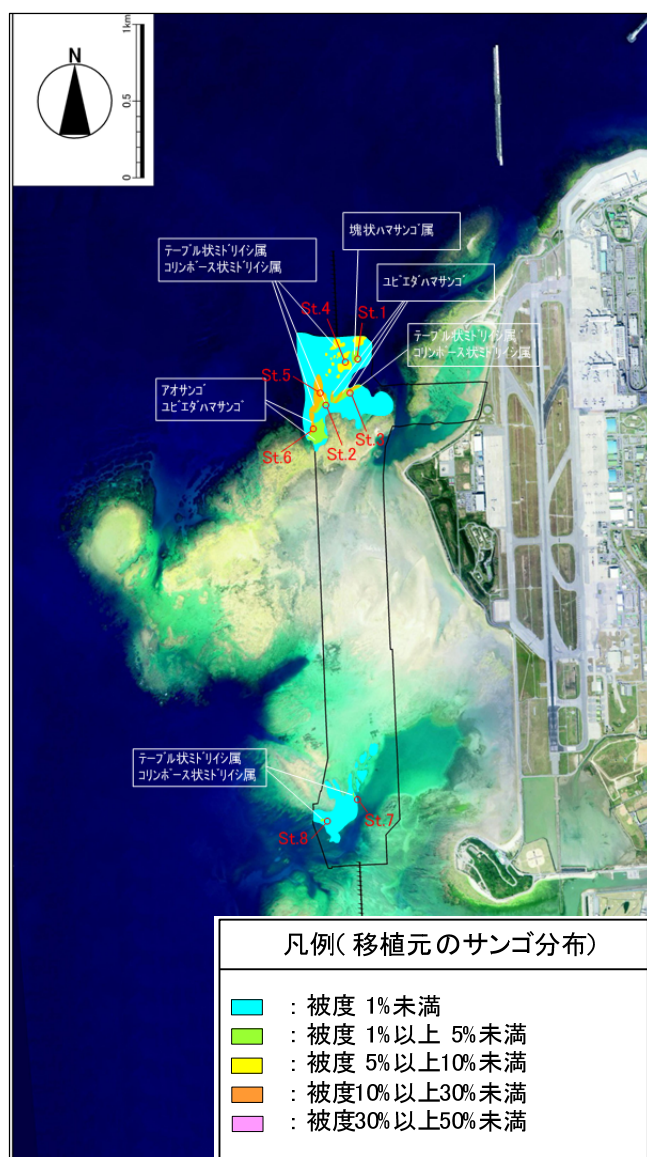 N
1km
0.5
0
塊状ハマサンゴ属
テーブル状ミドリイシ属
コリンボース状ミドリイシ属
ユビエダハマサンゴ
St.4
St.1
テーブル状ミドリイシ属
コリンボース状ミドリイシ属
St.5
アオサンゴ
ユビエダハマサンゴ
St.3
St.2
St.6
テーブル状ミドリイシ属
コリンボース状ミドリイシ属
St.7
St.8
凡例(移植元のサンゴ分布)
：被度 1%未満
：被度 1%以上 5%未満
：被度 5%以上10%未満
：被度10%以上30%未満
：被度30%以上50%未満